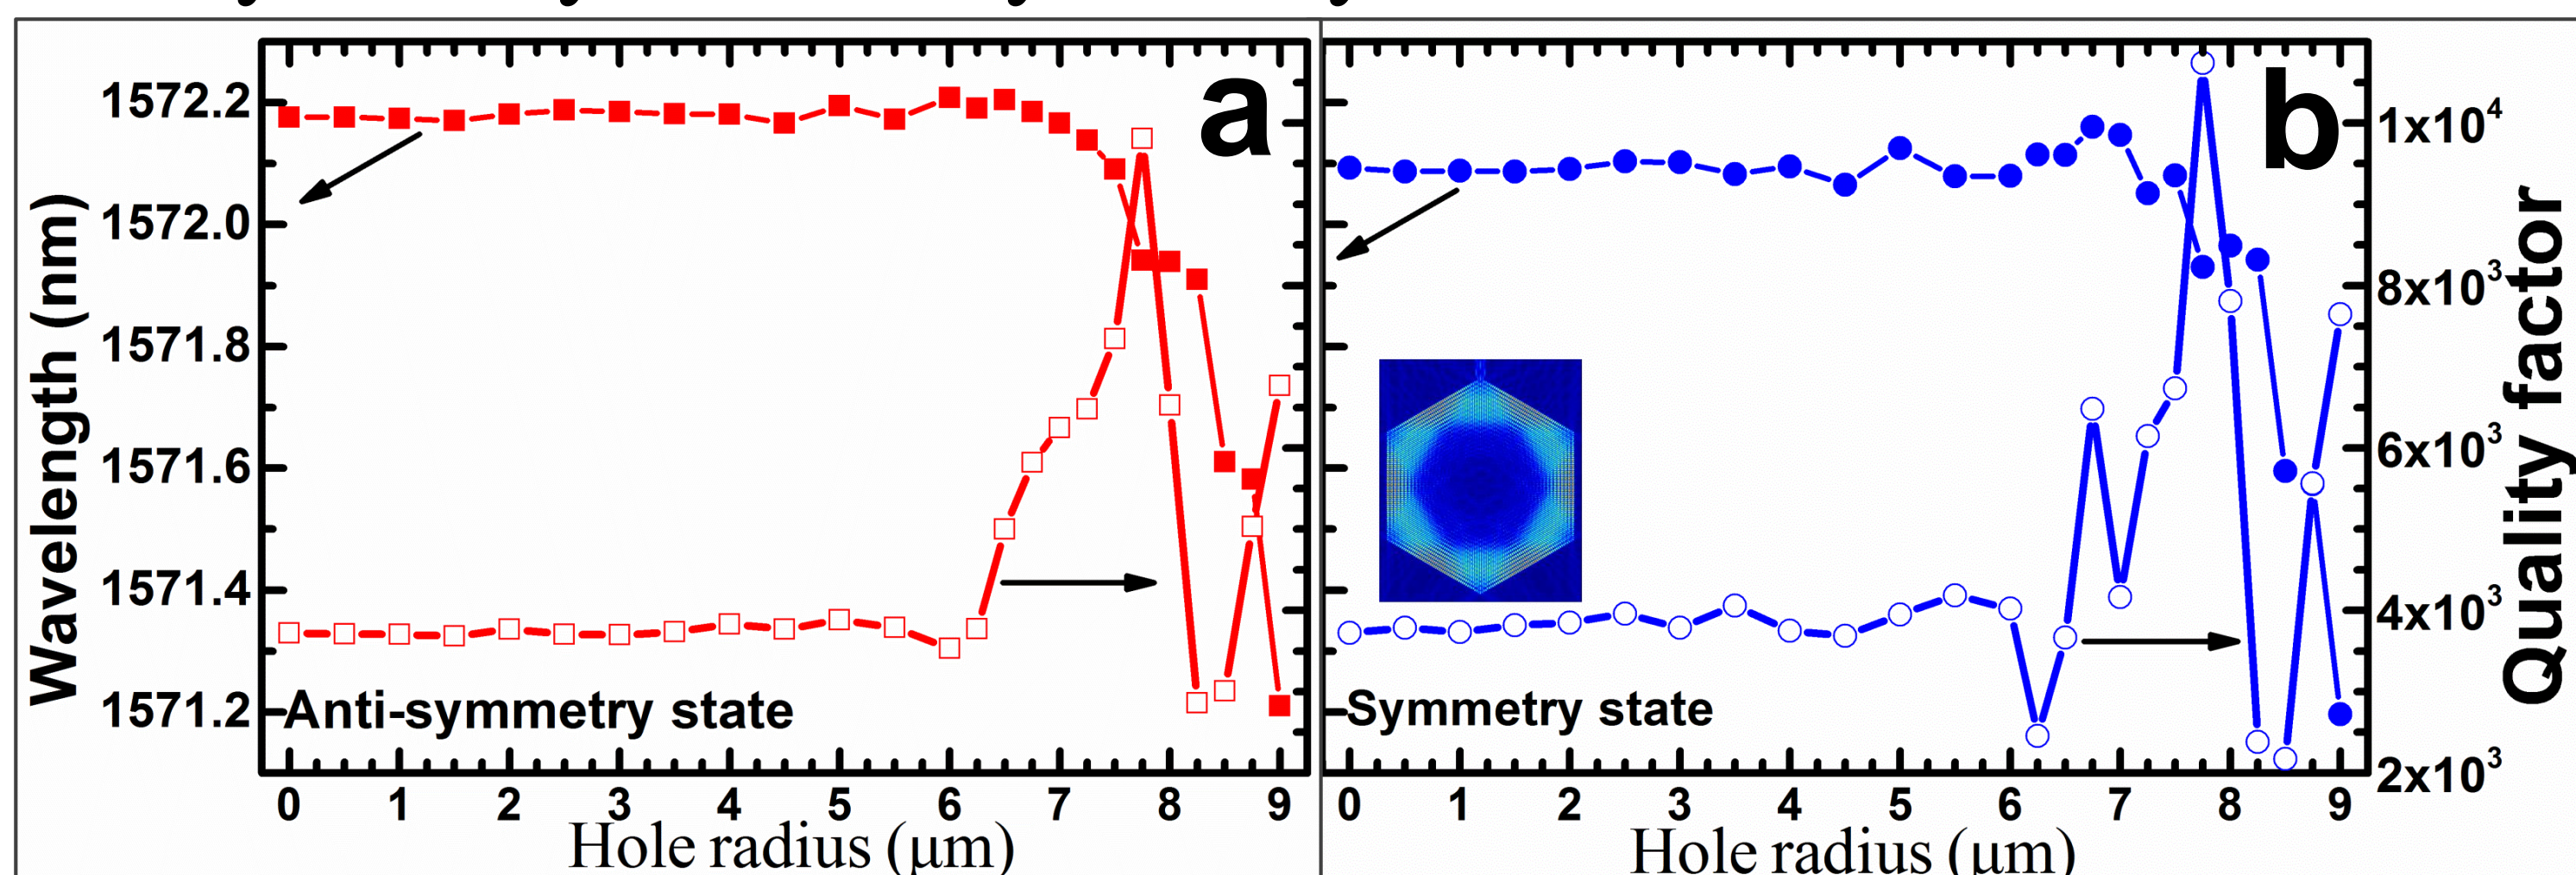 a
b
Wavelength (nm)
1572.2
1572.0
1571.8
1571.6
1571.4
1571.2
Anti-symmetry state
0 1 2 3 4 5 6 7 8 9
Hole radius (μm)
Symmetry state
0 1 2 3 4 5 6 7 8 9
Hole radius (μm)
1x10⁴
8x10³
6x10³
4x10³
2x10³
Quality factor